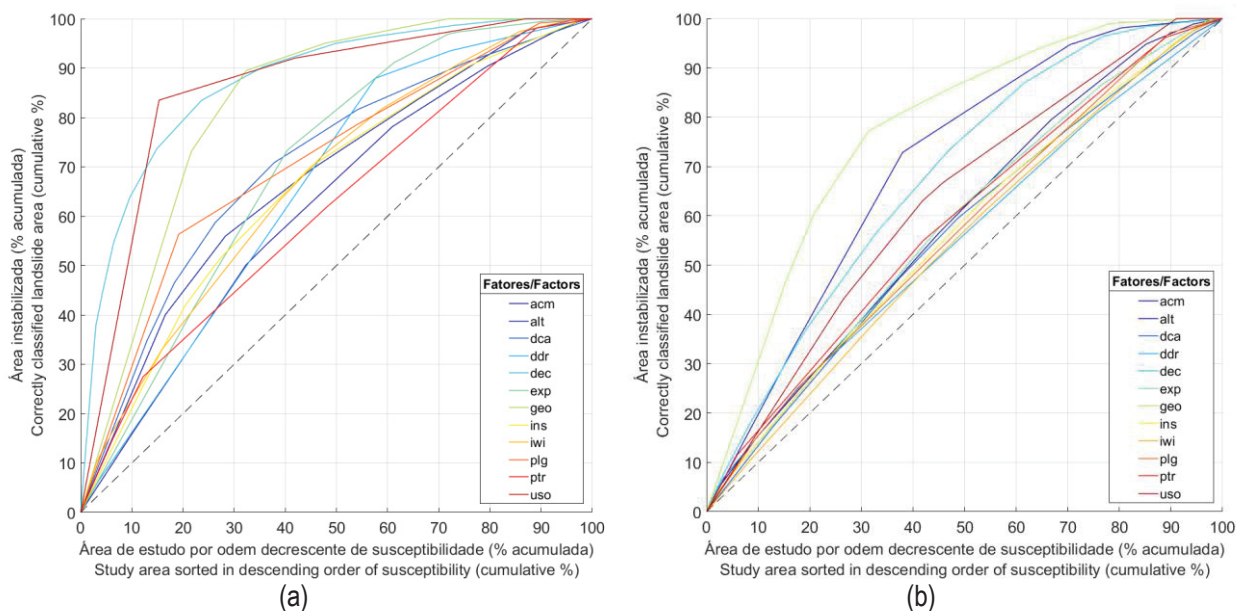 Área instabilizada (% acumulada)
Correctly classified landslide area (cumulative %)
100
90
80
70
60
50
40
30
20
10
0
Fatores/Factors
acm
alt
dca
ddr
dec
exp
geo
ins
iwi
plg
ptr
uso
0 10 20 30 40 50 60 70 80 90 100
Área de estudo por odem decrescente de susceptibilidade (% acumulada)
Study area sorted in descending order of susceptibility (cumulative %)
(a)
Área instabilizada (% acumulada)
Correctly classified landslide area (cumulative %)
100
90
80
70
60
50
40
30
20
10
0
Fatores/Factors
acm
alt
dca
ddr
dec
exp
geo
ins
iwi
plg
ptr
uso
0 10 20 30 40 50 60 70 80 90 100
Área de estudo por odem decrescente de susceptibilidade (% acumulada)
Study area sorted in descending order of susceptibility (cumulative %)
(b)